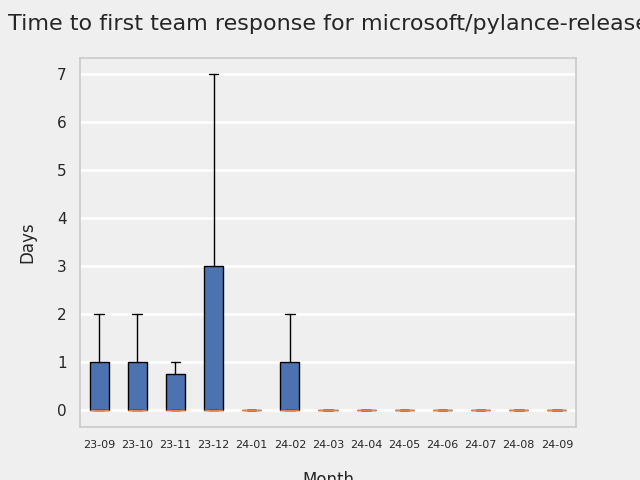 Time to first team response for microsoft/pylance-release
7
6
5
4
3
2
1
0
Days
23-09 23-10 23-11 23-12 24-01 24-02 24-03 24-04 24-05 24-06 24-07 24-08 24-09
Month